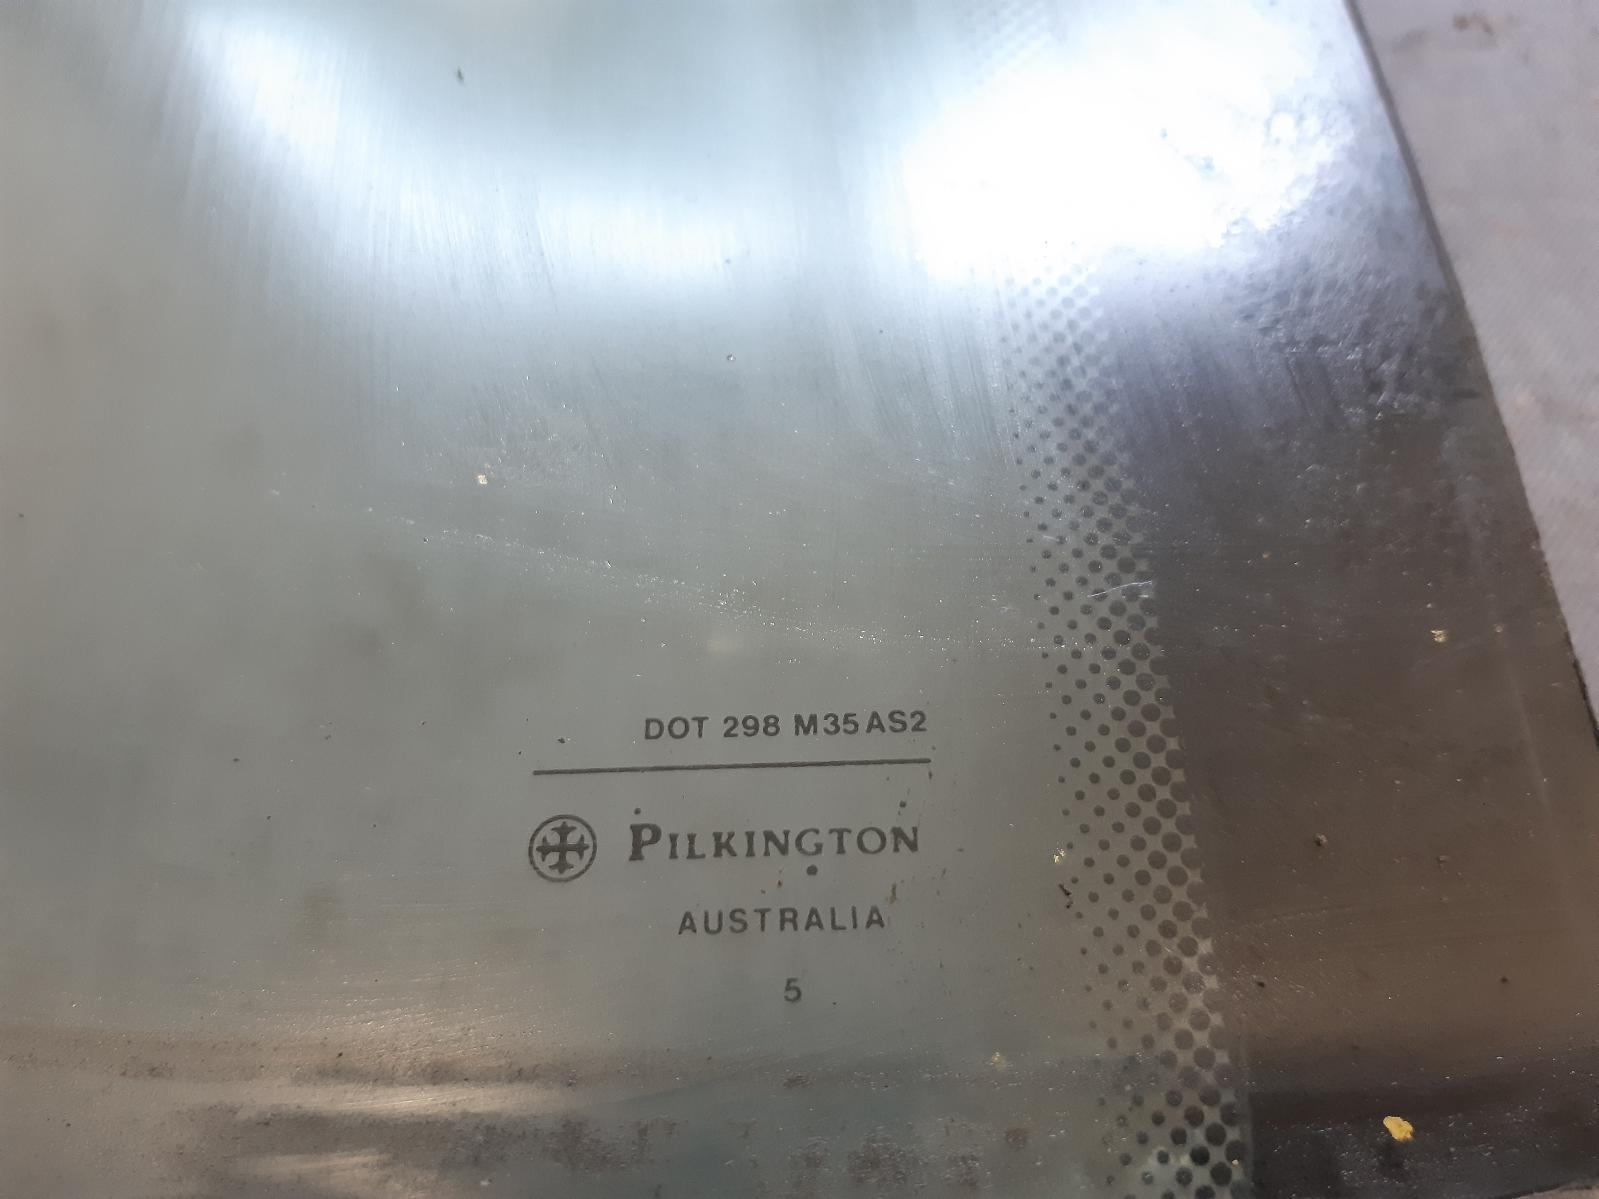 DOT 298 M35 AS2
PILKINGTON
AUSTRALIA
5